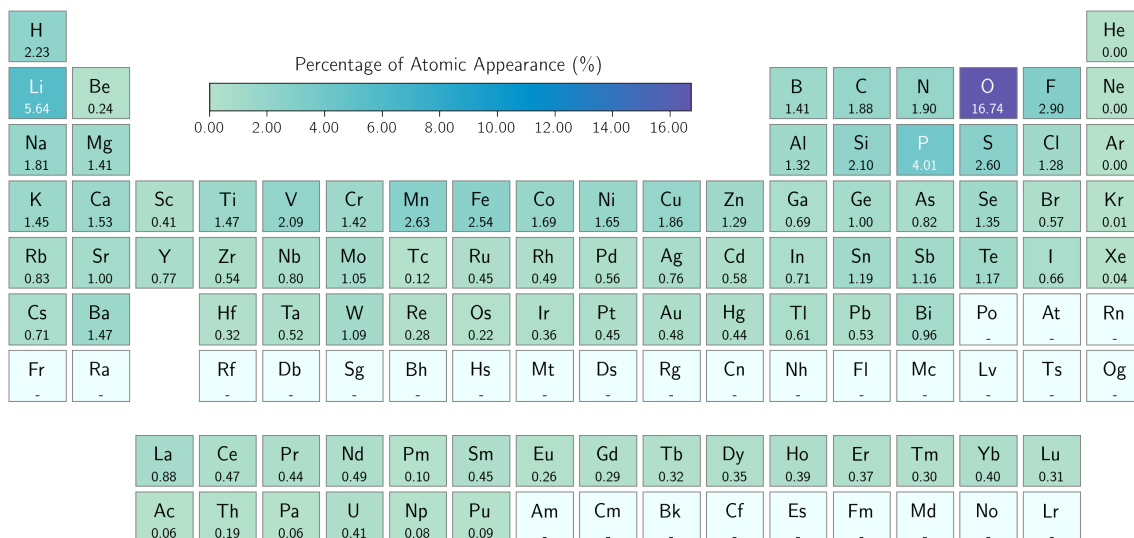 H He
2.23 0.00
Percentage of Atomic Appearance (%)
0.00 2.00 4.00 6.00 8.00 10.00 12.00 14.00 16.00
Li Be B C N O F Ne
5.64 0.24 1.41 1.88 1.90 16.74 2.90 0.00
Na Mg Al Si P S Cl Ar
1.81 1.41 1.32 2.10 4.01 2.60 1.28 0.00
K Ca Sc Ti V Cr Mn Fe Co Ni Cu Zn Ga Ge As Se Br Kr
1.45 1.53 0.41 1.47 2.09 1.42 2.63 2.54 1.69 1.65 1.86 1.29 0.69 1.00 0.82 1.35 0.57 0.01
Rb Sr Y Zr Nb Mo Tc Ru Rh Pd Ag Cd In Sn Sb Te I Xe
0.83 1.00 0.77 0.54 0.80 1.05 0.12 0.45 0.49 0.56 0.76 0.58 0.71 1.19 1.16 1.17 0.66 0.04
Cs Ba Hf Ta W Re Os Ir Pt Au Hg Tl Pb Bi Po At Rn
0.71 1.47 0.32 0.52 1.09 0.28 0.22 0.36 0.45 0.48 0.44 0.61 0.53 0.96 - - -
Fr Ra Rf Db Sg Bh Hs Mt Ds Rg Cn Nh Fl Mc Lv Ts Og
- - - - - - - - - - - - - - - - -
La Ce Pr Nd Pm Sm Eu Gd Tb Dy Ho Er Tm Yb Lu
0.88 0.47 0.44 0.49 0.10 0.45 0.26 0.29 0.32 0.35 0.39 0.37 0.30 0.40 0.31
Ac Th Pa U Np Pu Am Cm Bk Cf Es Fm Md No Lr
0.06 0.19 0.06 0.41 0.08 0.09 - - - - - - - - -